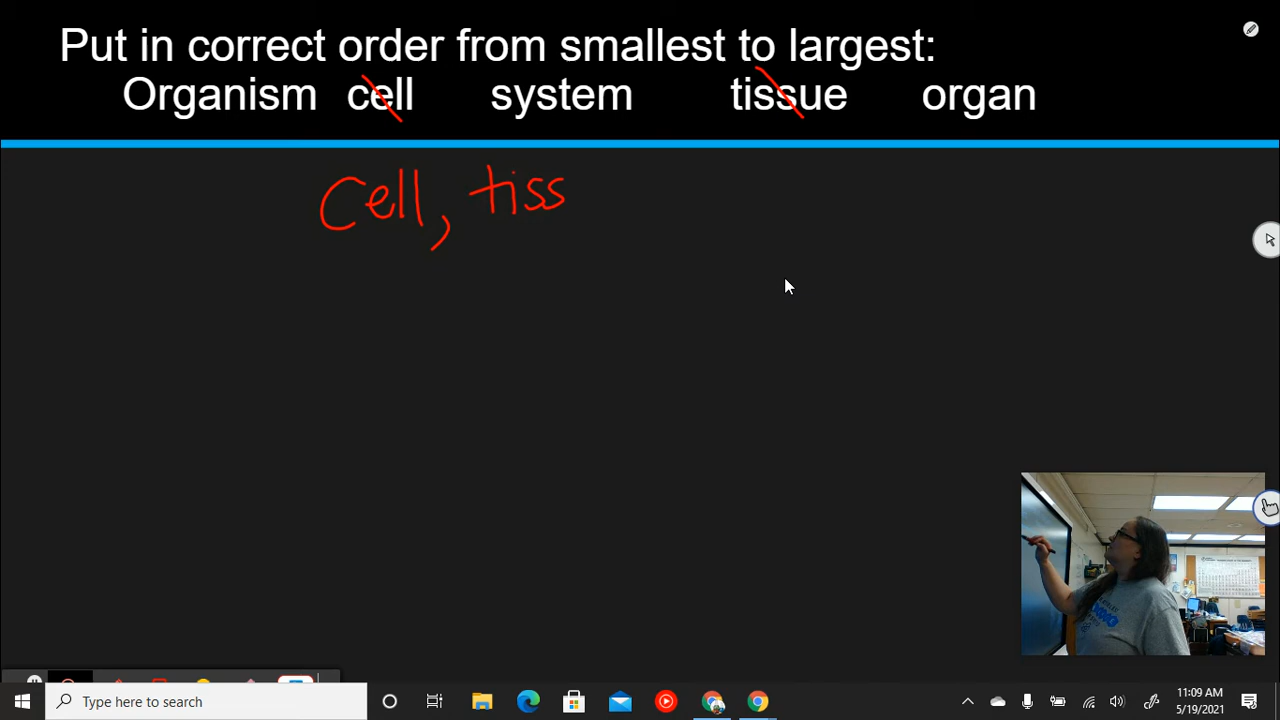 Put in correct order from smallest to largest:
Organism cell system tissue organ
Cell, tiss
Type here to search
11:09 AM
5/19/2021